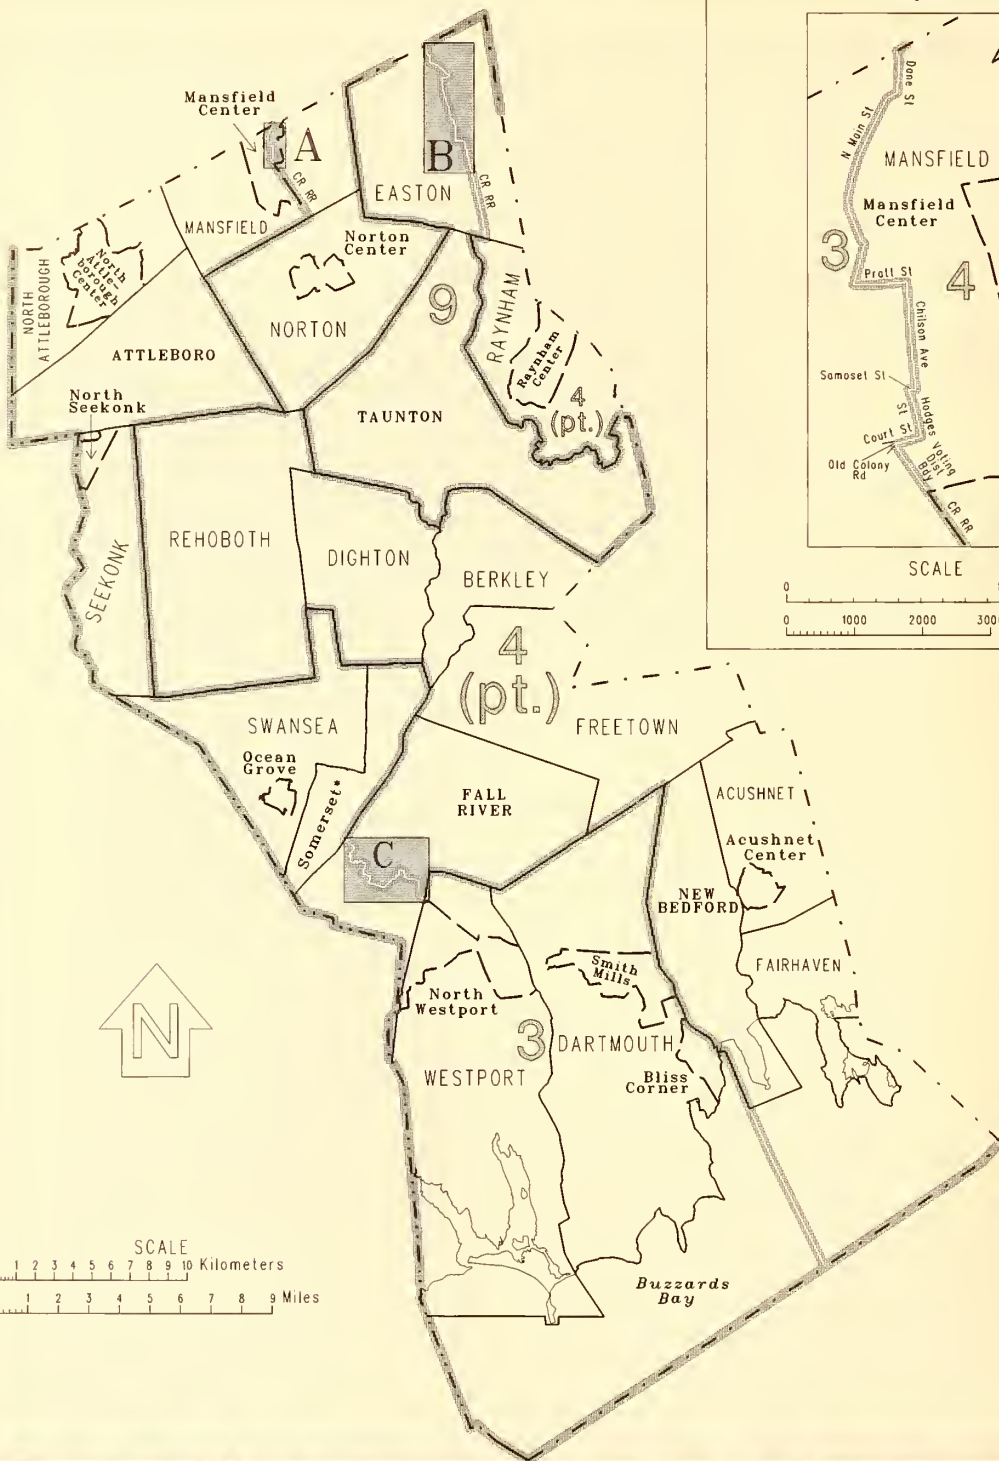 Mansfield
Center
A
B
CR RR
CR RR
EASTON
MANSFIELD
Norton
Center
North
Attle-
borough
Center
NORTH
ATTLEBOROUGH
NORTON
9
RAYNHAM
Raynham
Center
ATTLEBORO
4
(pt.)
North
Seekonk
TAUNTON
REHOBOTH
DIGHTON
SEEKONK
BERKLEY
4
(pt.)
SWANSEA
FREETOWN
Ocean
Grove
Somerset*
FALL
RIVER
ACUSHNET
C
Acushnet
Center
NEW
BEDFORD
FAIRHAVEN
Smith
Mills
North
Westport
3
DARTMOUTH
WESTPORT
Bliss
Corner
Buzzards
Bay
N
SCALE
1 2 3 4 5 6 7 8 9 10 Kilometers
1 2 3 4 5 6 7 8 9 Miles
Dane St
N Main St
MANSFIELD
Mansfield
Center
3
Pratt St
4
Chilson Ave
Samoset St
St
Hodges
Court St
Voting
Dist
Bdy
Old Colony
Rd
CR RR
SCALE
0
0 1000 2000